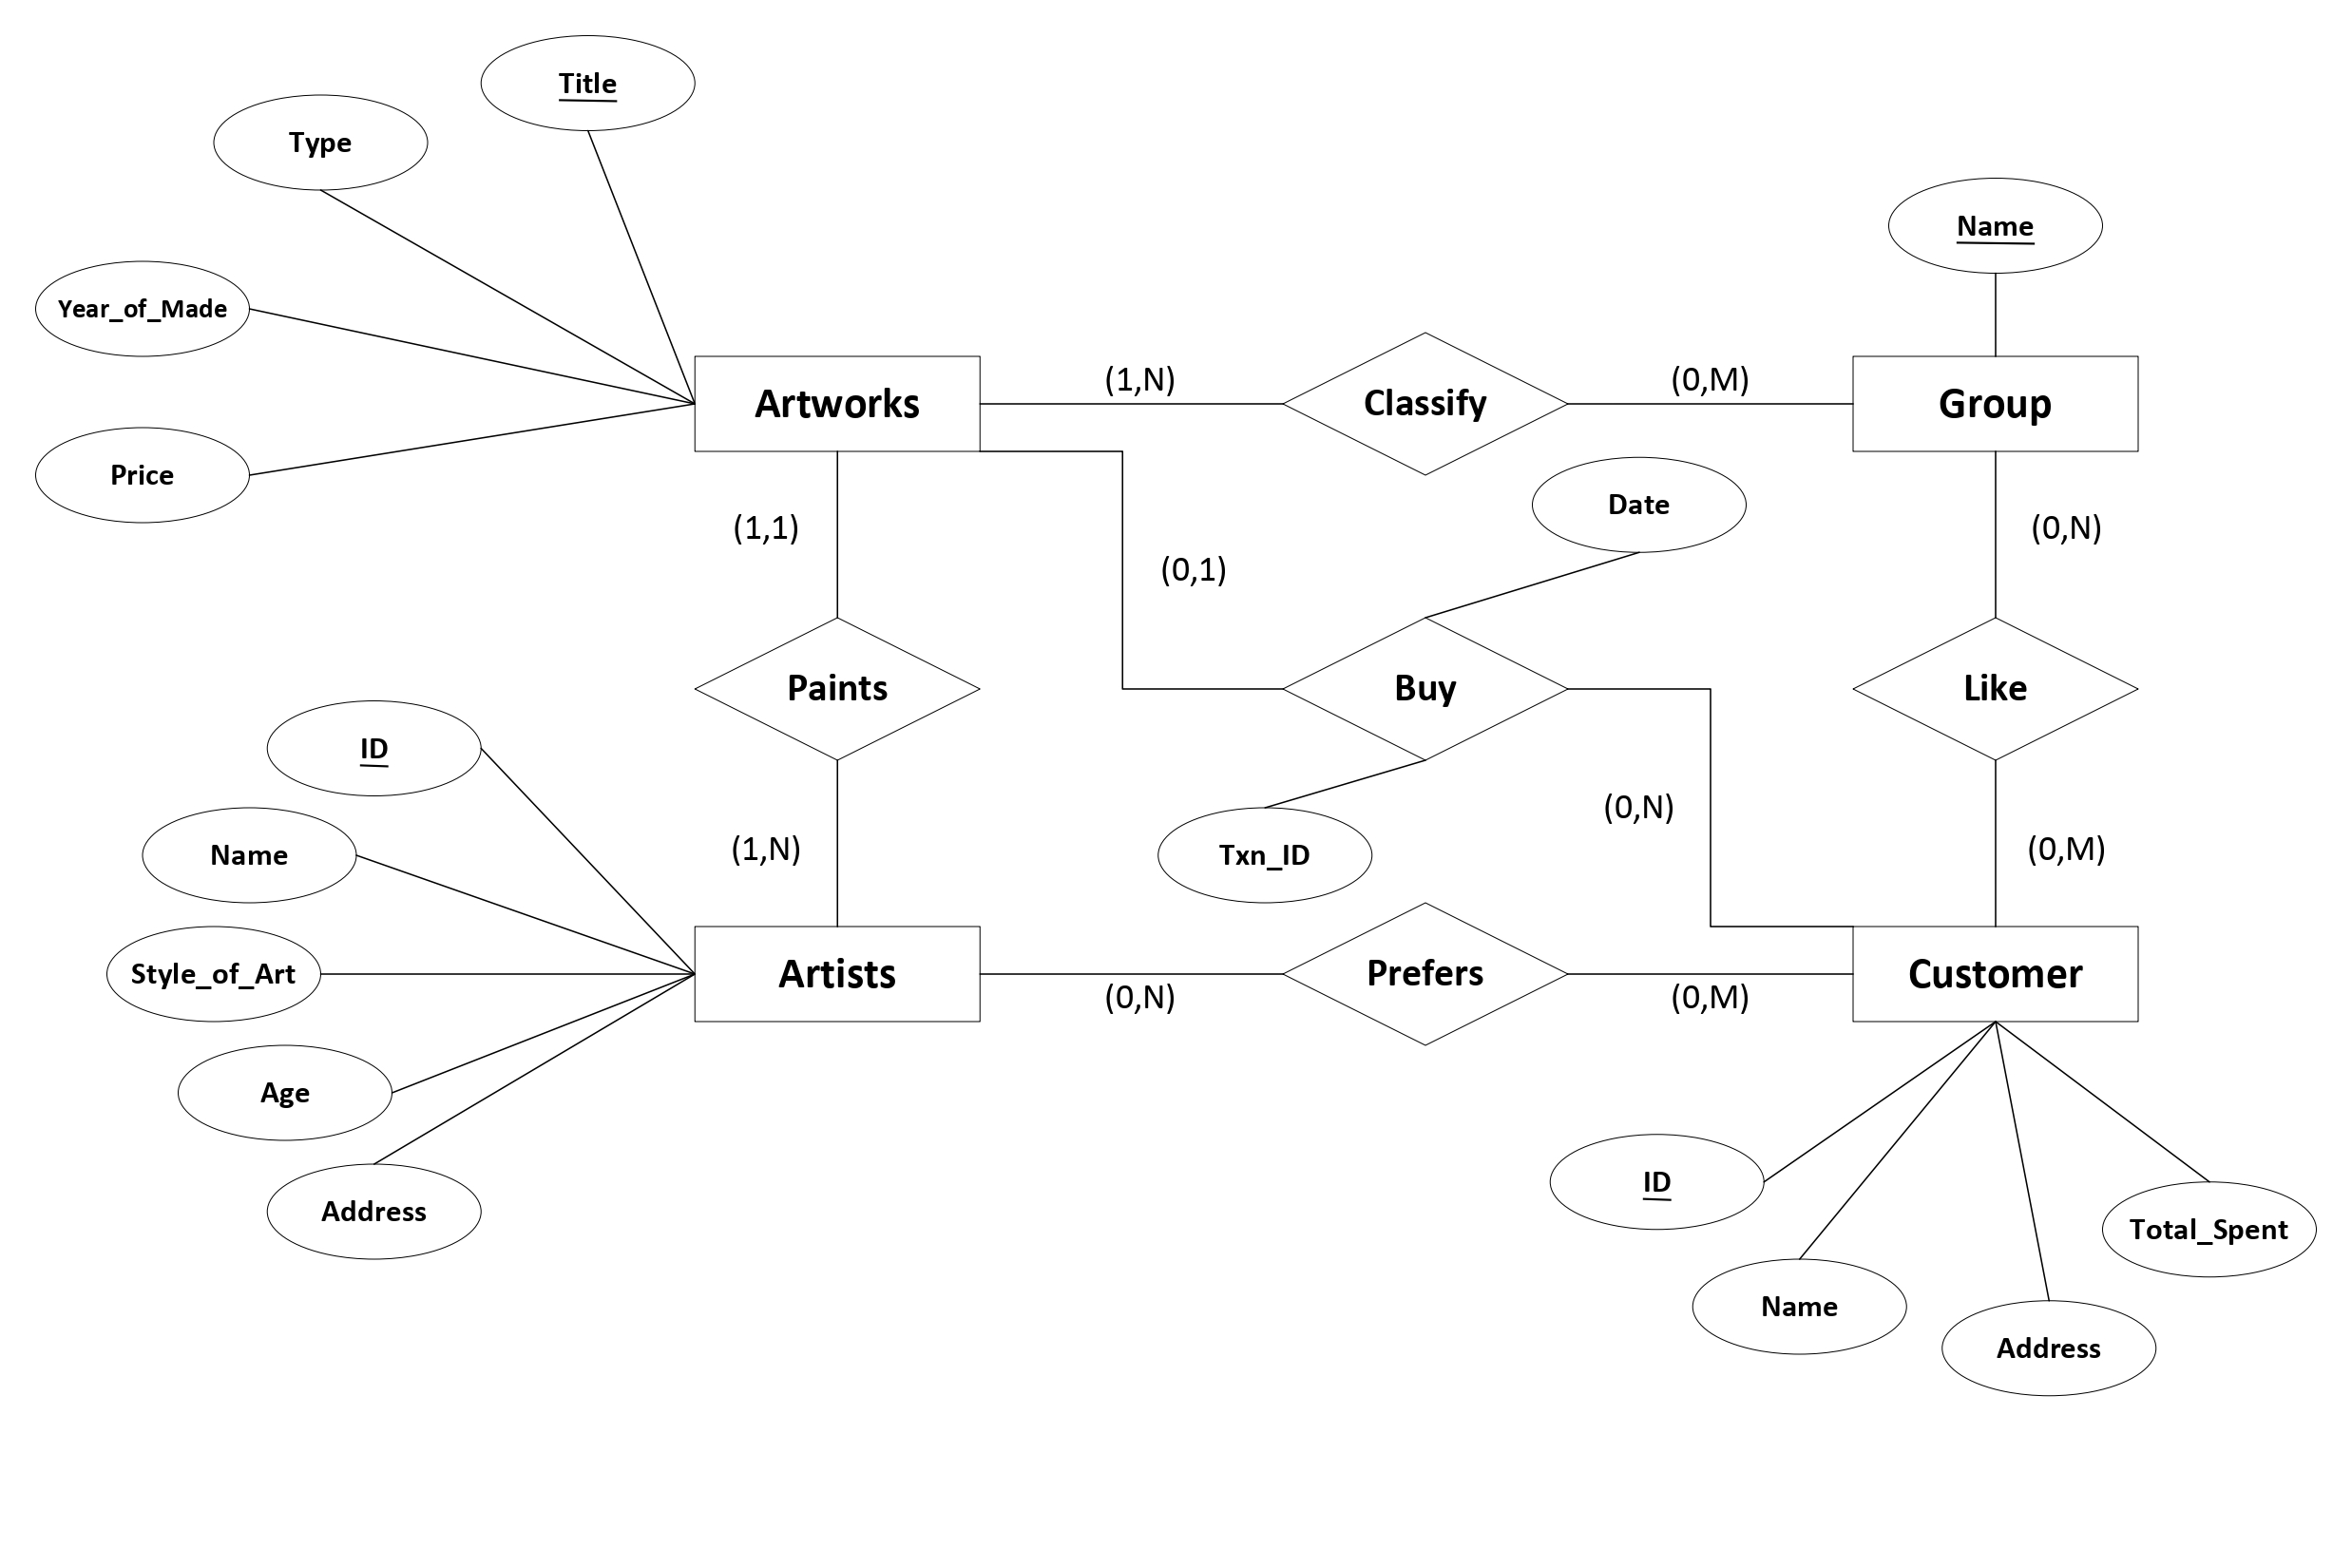 Title
Type
Name
Year_of_Made
(1,N)
(0,M)
Artworks
Classify
Group
Price
Date
(1,1)
(0,N)
(0,1)
Paints
Buy
Like
ID
(0,N)
(1,N)
(0,M)
Name
Txn_ID
Style_of_Art
Artists
Prefers
Customer
(0,N)
(0,M)
Age
ID
Address
Total_Spent
Name
Address